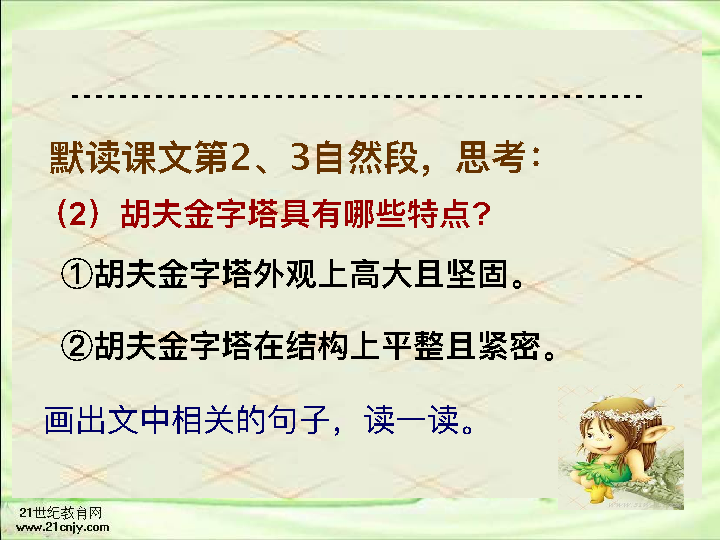 默读课文第2、3自然段，思考：
（2）胡夫金字塔具有哪些特点？
①胡夫金字塔外观上高大且坚固。
②胡夫金字塔在结构上平整且紧密。
画出文中相关的句子，读一读。
21世纪教育网
www.21cnjy.com